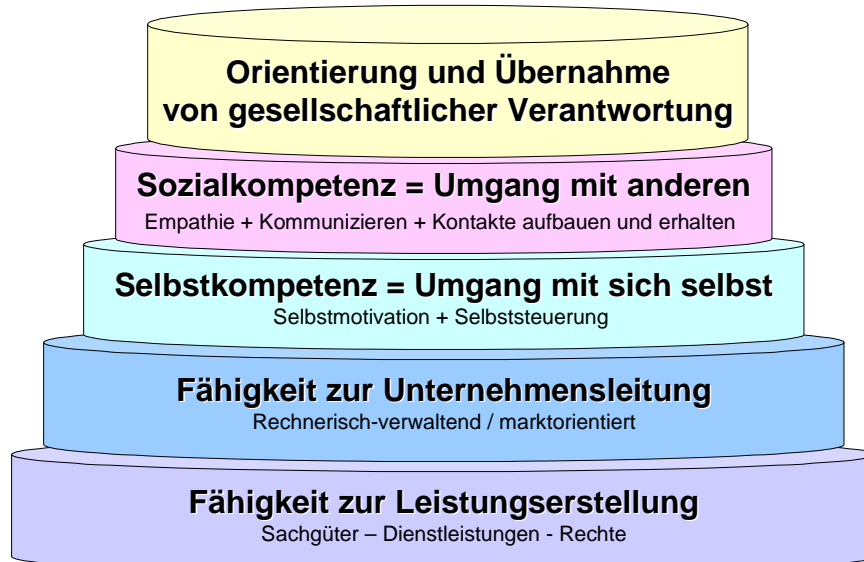 Orientierung und Übernahme
von gesellschaftlicher Verantwortung
Sozialkompetenz = Umgang mit anderen
Empathie + Kommunizieren + Kontakte aufbauen und erhalten
Selbstkompetenz = Umgang mit sich selbst
Selbstmotivation + Selbststeuerung
Fähigkeit zur Unternehmensleitung
Rechnerisch-verwaltend / marktorientiert
Fähigkeit zur Leistungserstellung
Sachgüter – Dienstleistungen - Rechte